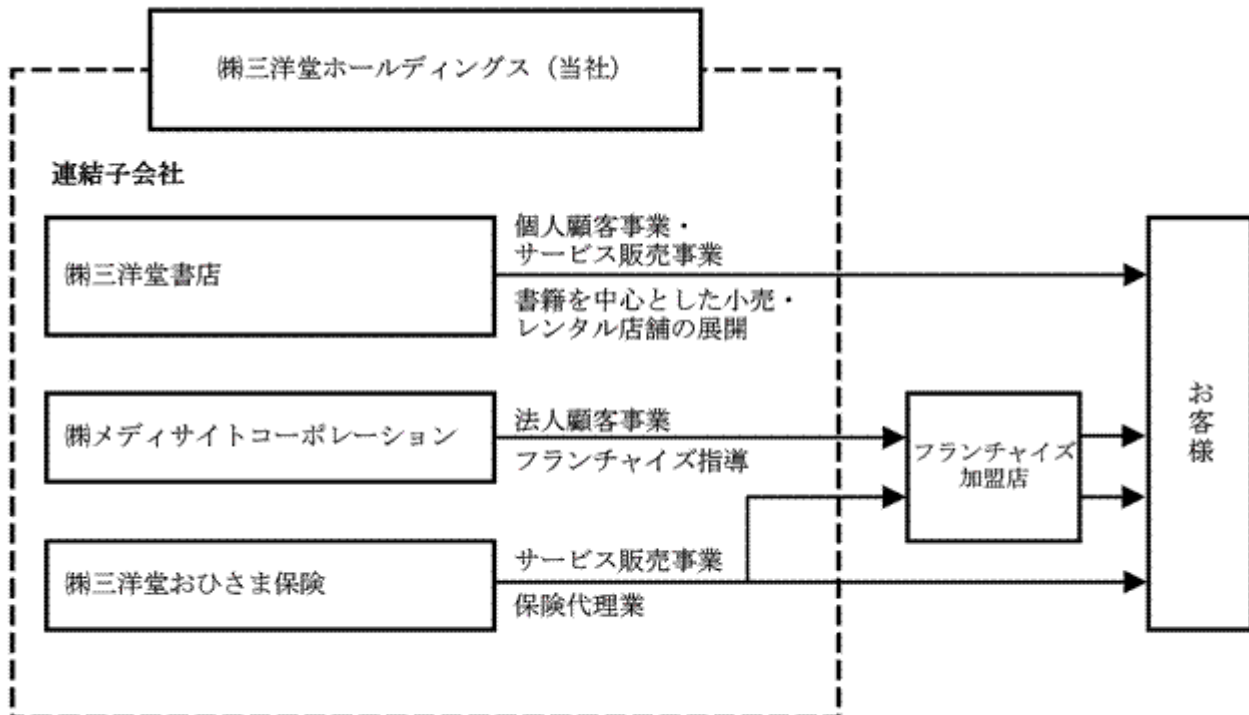 ㈱三洋堂ホールディングス（当社）
連結子会社
㈱三洋堂書店
個人顧客事業・
サービス販売事業
書籍を中心とした小売・
レンタル店舗の展開
㈱メディサイトコーポレーション
法人顧客事業
フランチャイズ指導
フランチャイズ
加盟店
㈱三洋堂おひさま保険
サービス販売事業
保険代理業
お客様